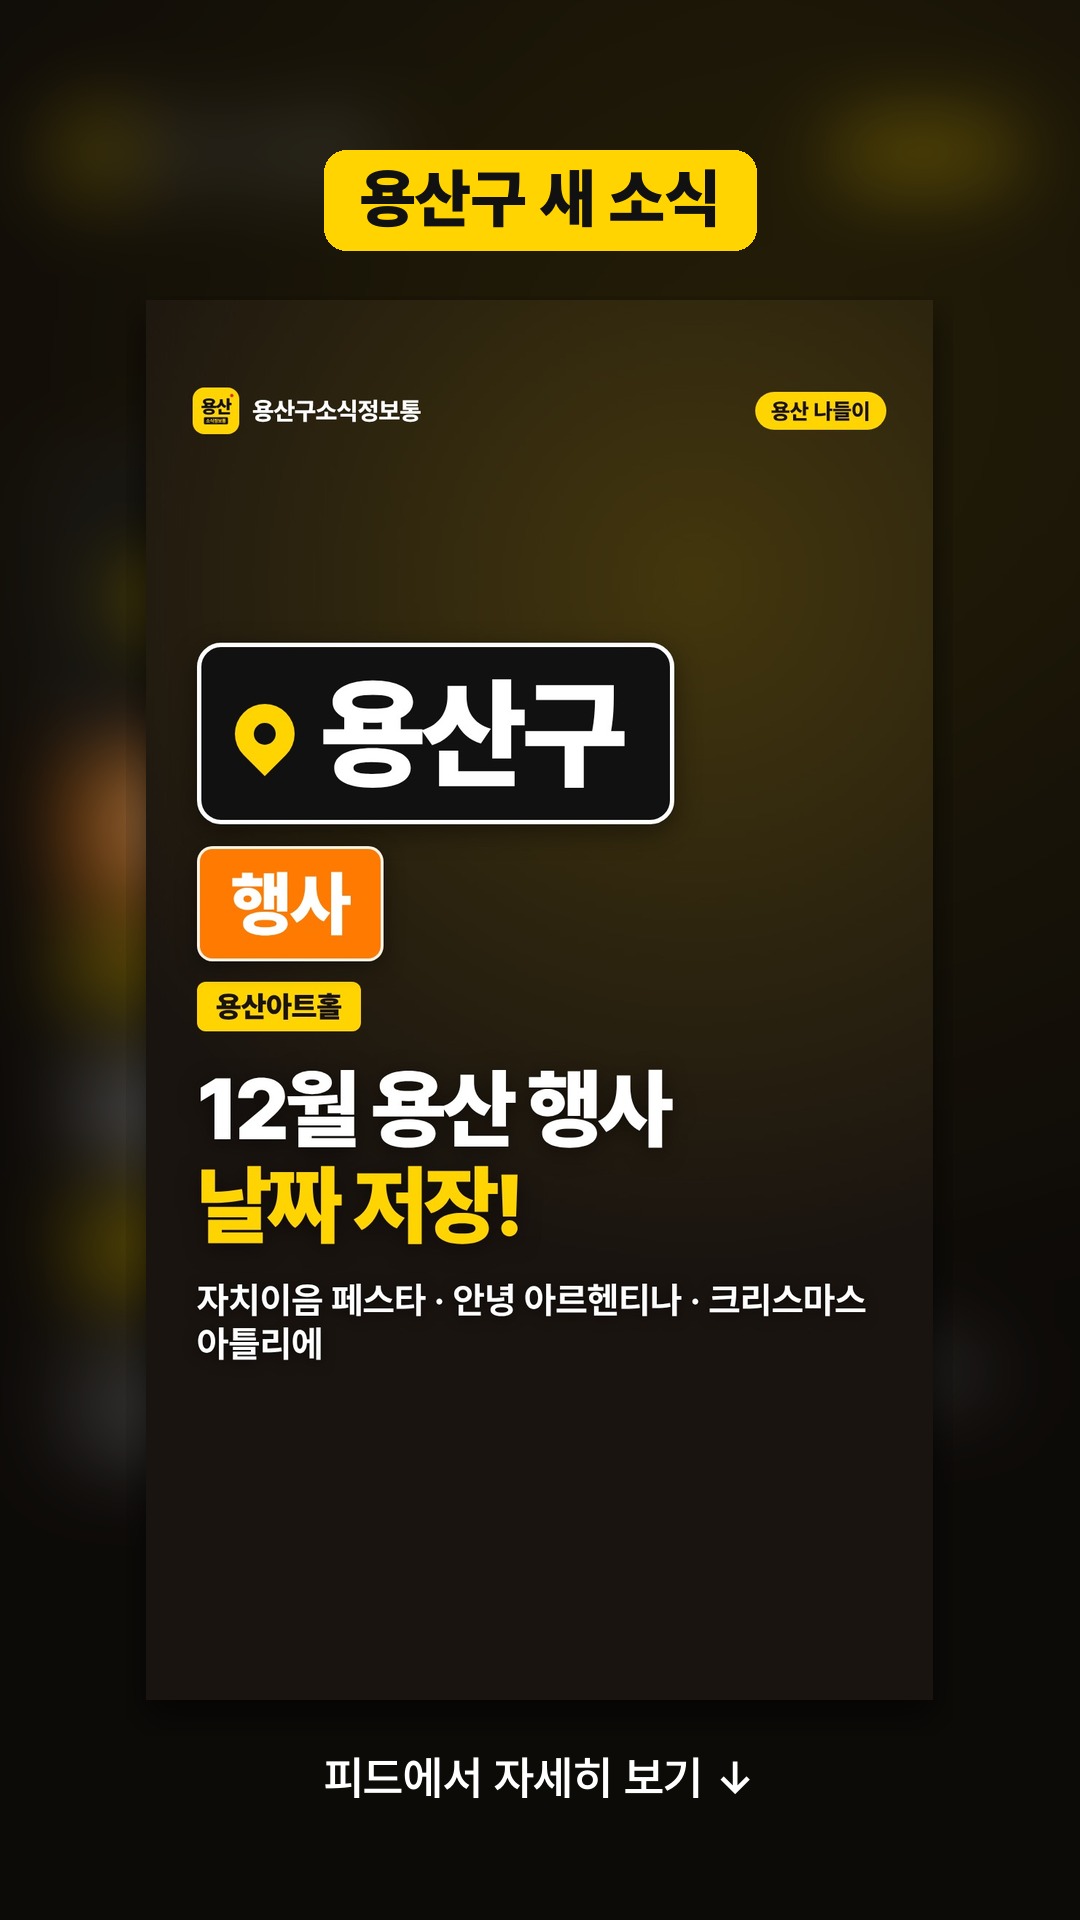 용산구 새 소식
용산
소식정보통
용산구소식정보통
용산 나들이
용산구
행사
용산아트홀
12월 용산 행사
날짜 저장!
자치이음 페스타 · 안녕 아르헨티나 · 크리스마스
아틀리에
피드에서 자세히 보기 ↓